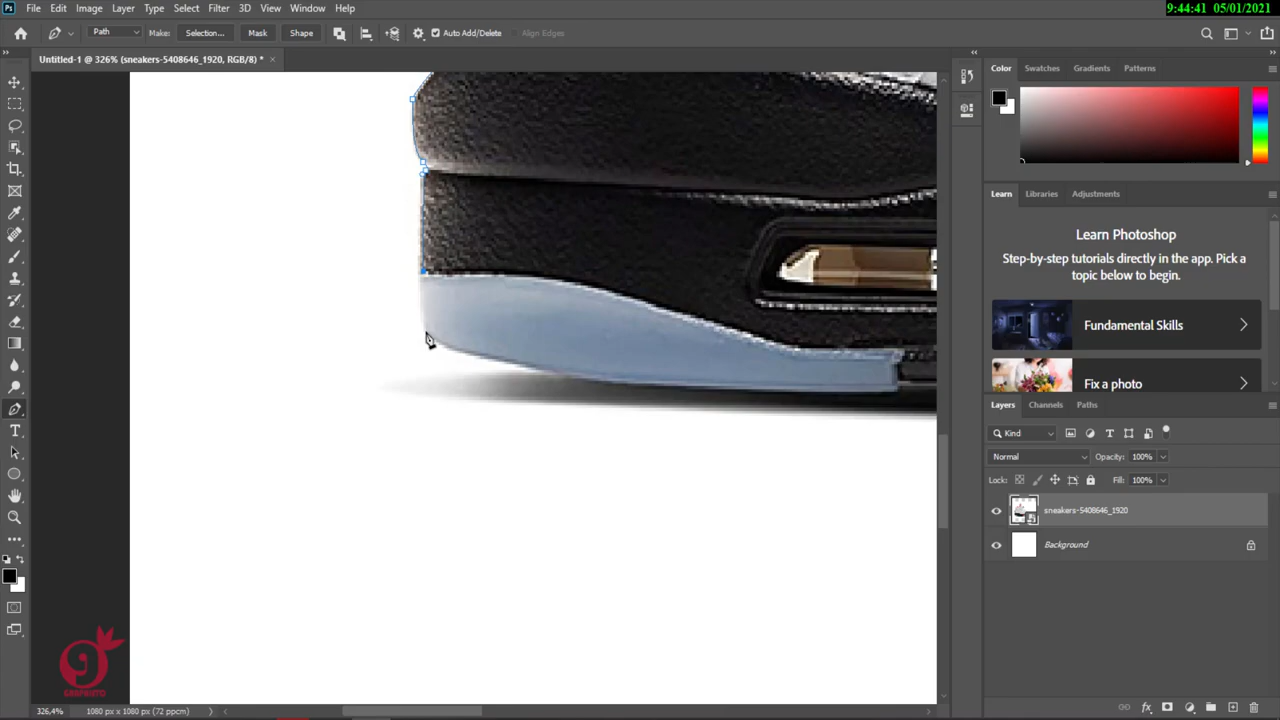 9:44:41 05/01/2021
Ps File Edit Image Layer Type Select Filter 3D View Window Help
Path Make: Selection... Mask Shape Auto Add/Delete Align Edges
Untitled-1 @ 326% (sneakers-5408646_1920, RGB/8) *
Color Swatches Gradients Patterns
Learn Libraries Adjustments
Learn Photoshop
Step-by-step tutorials directly in the app. Pick a
topic below to begin.
Fundamental Skills
Fix a photo
Layers Channels Paths
Kind
Normal Opacity: 100%
Lock: Fill: 100%
sneakers-5408646_1920
Background
GRAPHISTO
326,4% 1080 px x 1080 px (72 ppcm)